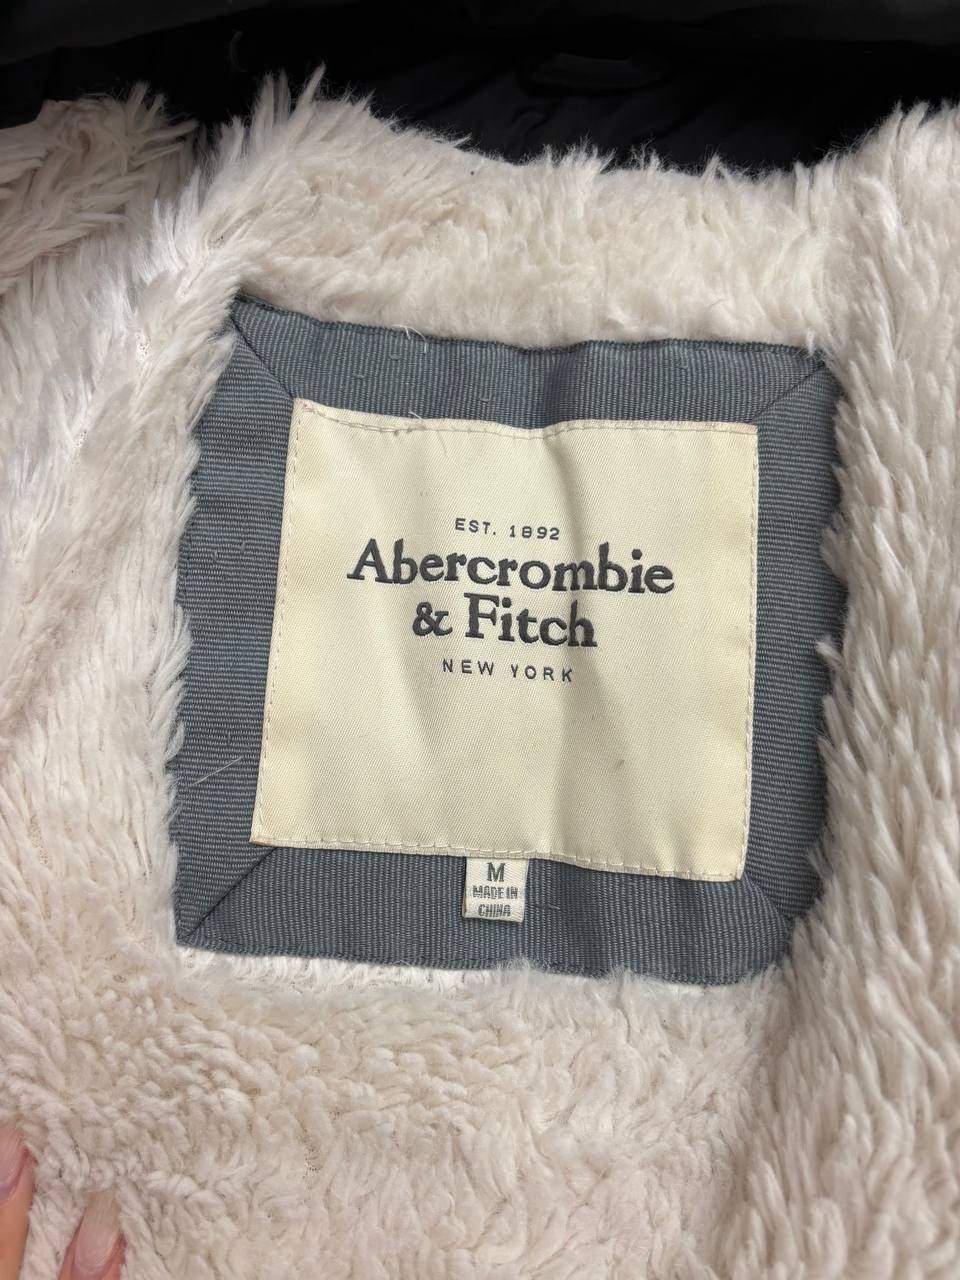 EST. 1892
Abercrombie
& Fitch
NEW YORK
M
MADE IN
CHINA